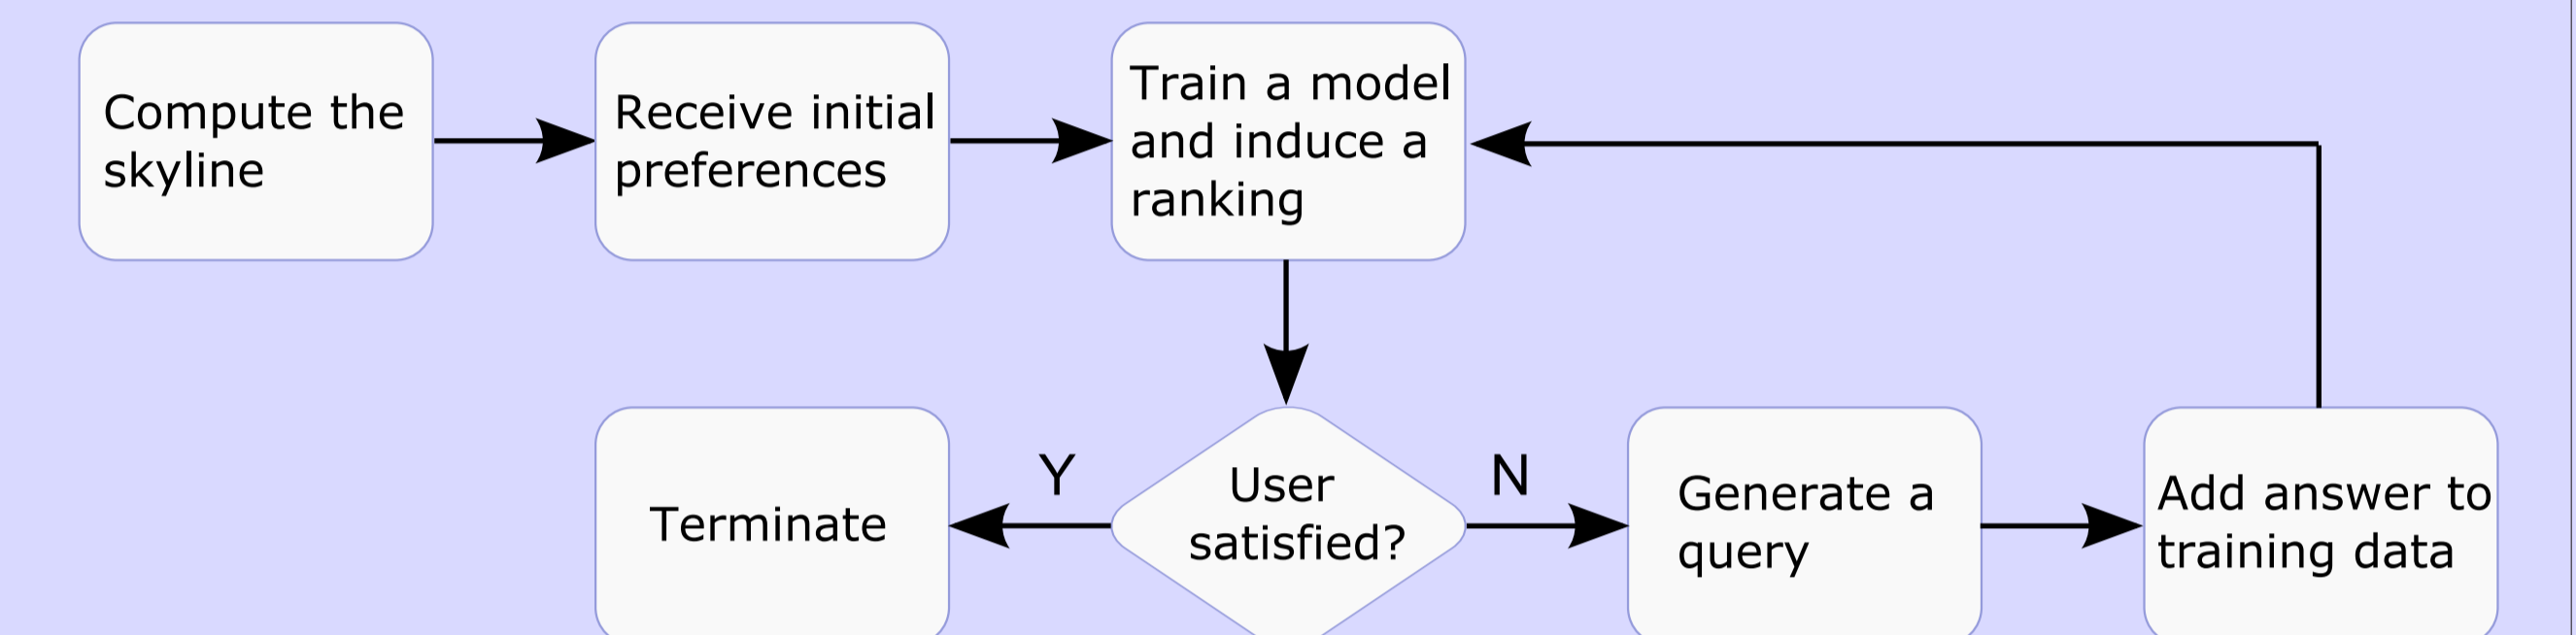 Compute the
skyline
Receive initial
preferences
Train a model
and induce a
ranking
Terminate
Y
User
satisfied?
N
Generate a
query
Add answer to
training data